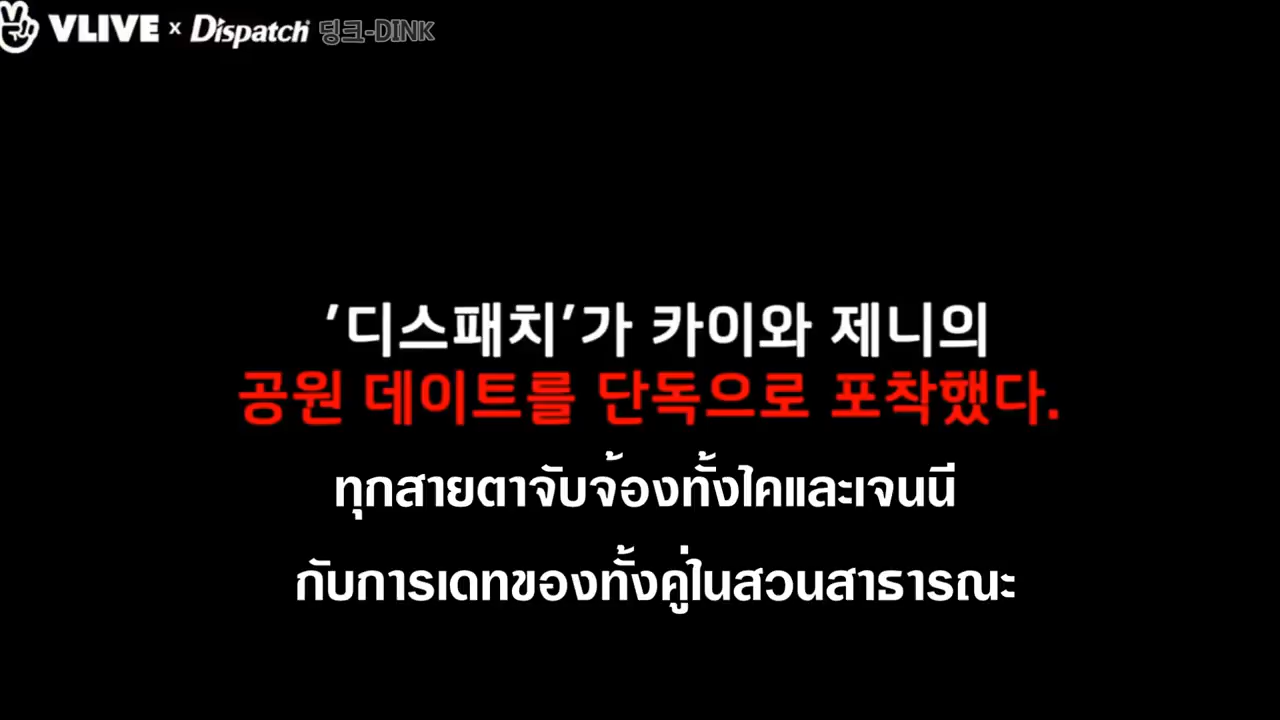 VLIVE x Dispatch 딩크-DINK
'디스패치'가 카이와 제니의
공원 데이트를 단독으로 포착했다.
ทุกสายตาจับจ้องทั้งไคและเจนนี
กับการเดทของทั้งคู่ในสวนสาธารณะ